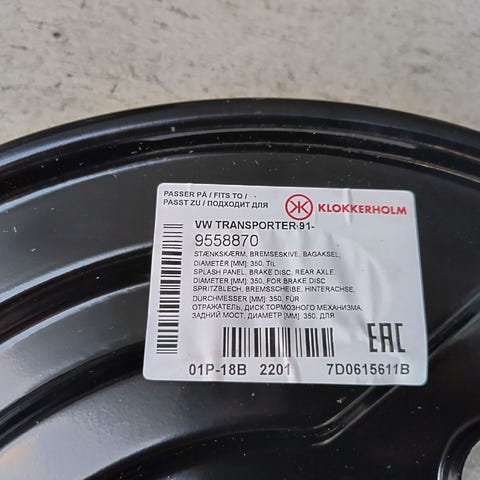 PASSER PÅ / FITS TO /
PASST ZU / ПОДХОДИТ ДЛЯ
KLOKKERHOLM
VW TRANSPORTER 91-
9558870
STÆNKSKÆRM, BREMSESKIVE, BAGAKSEL,
DIAMETER [MM]: 350, TIL
SPLASH PANEL, BRAKE DISC, REAR AXLE,
DIAMETER [MM]: 350, FOR BRAKE DISC
SPRITZBLECH, BREMSSCHEIBE, HINTERACHSE,
DURCHMESSER [MM]: 350, FÜR
ОТРАЖАТЕЛЬ, ДИСК ТОРМОЗНОГО МЕХАНИЗМА,
ЗАДНИЙ МОСТ, ДИАМЕТР [MM]: 350, ДЛЯ
EAC
01P-18B 2201 7D0615611B